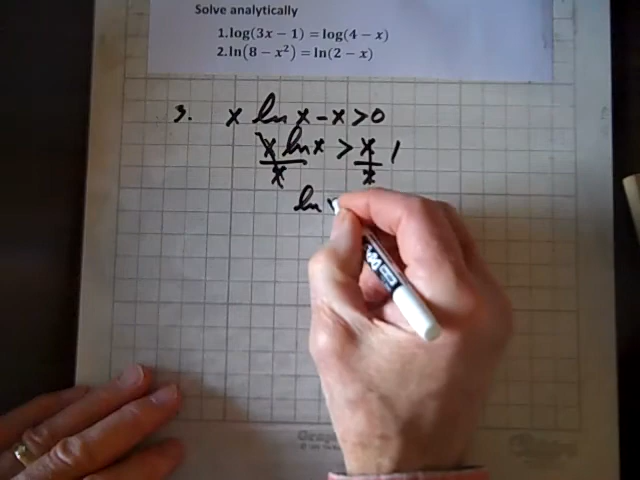 Solve analytically
1.log(3x − 1) = log(4 − x)
2.ln(8 − x²) = ln(2 − x)
3. x ln x − x > 0
x ln x > x 1
x x
ln